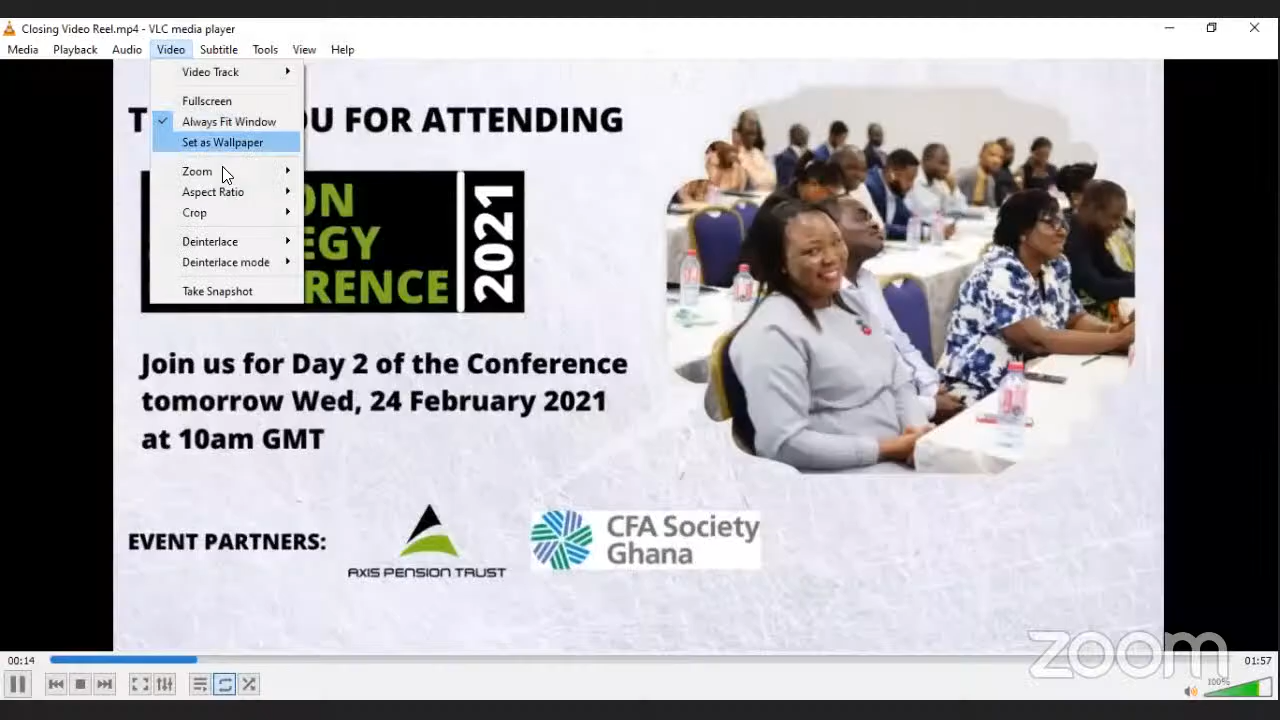 Closing Video Reel.mp4 - VLC media player
Media Playback Audio Video Subtitle Tools View Help
Video Track
Fullscreen
Always Fit Window
Set as Wallpaper
Zoom
Aspect Ratio
Crop
Deinterlace
Deinterlace mode
Take Snapshot
T OU FOR ATTENDING
ON
EGY
RENCE
2021
Join us for Day 2 of the Conference
tomorrow Wed, 24 February 2021
at 10am GMT
EVENT PARTNERS:
AXIS PENSION TRUST
CFA Society
Ghana
zoom
00:14
01:57
100%